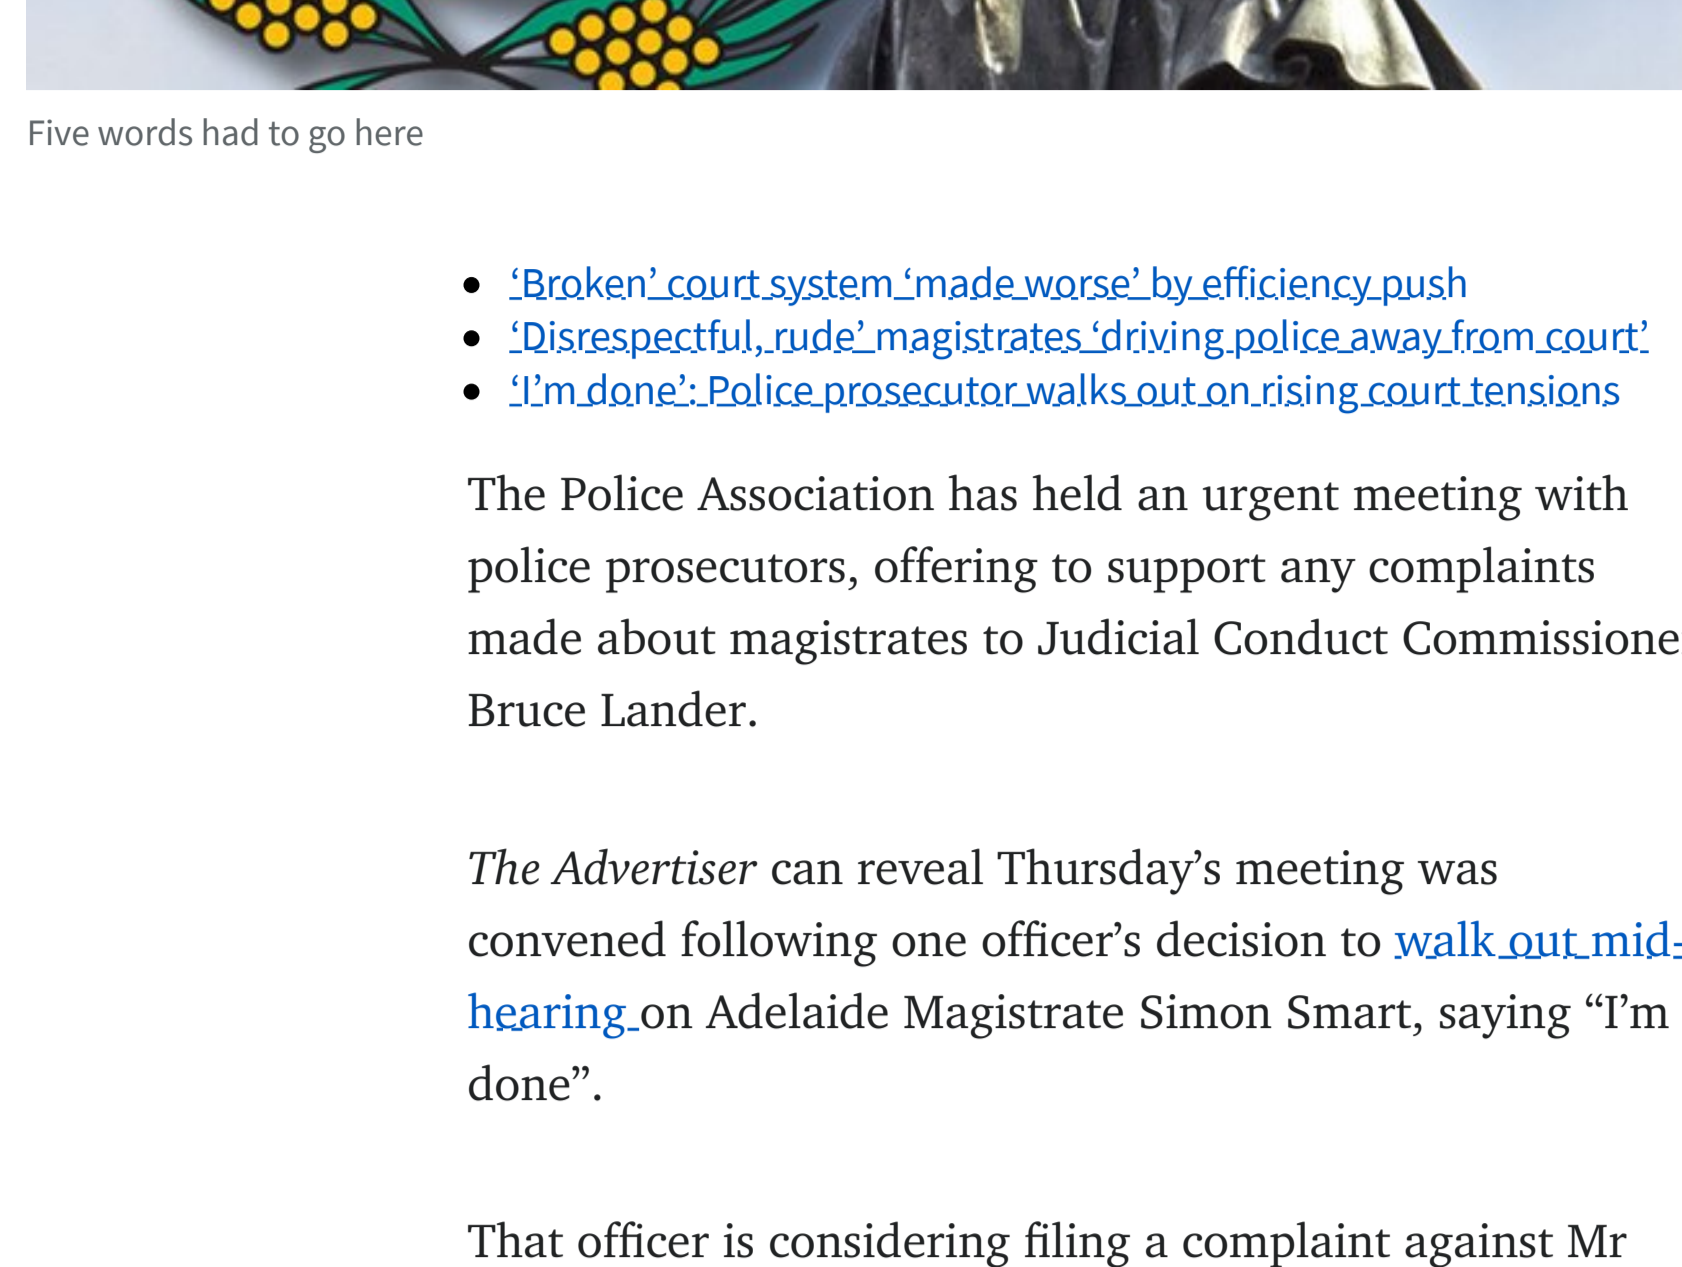 Five words had to go here
‘Broken’ court system ‘made worse’ by efficiency push
‘Disrespectful, rude’ magistrates ‘driving police away from court’
‘I’m done’: Police prosecutor walks out on rising court tensions
The Police Association has held an urgent meeting with
police prosecutors, offering to support any complaints
made about magistrates to Judicial Conduct Commissione
Bruce Lander.
The Advertiser can reveal Thursday’s meeting was
convened following one officer’s decision to walk out mid-
hearing on Adelaide Magistrate Simon Smart, saying “I’m
done”.
That officer is considering filing a complaint against Mr